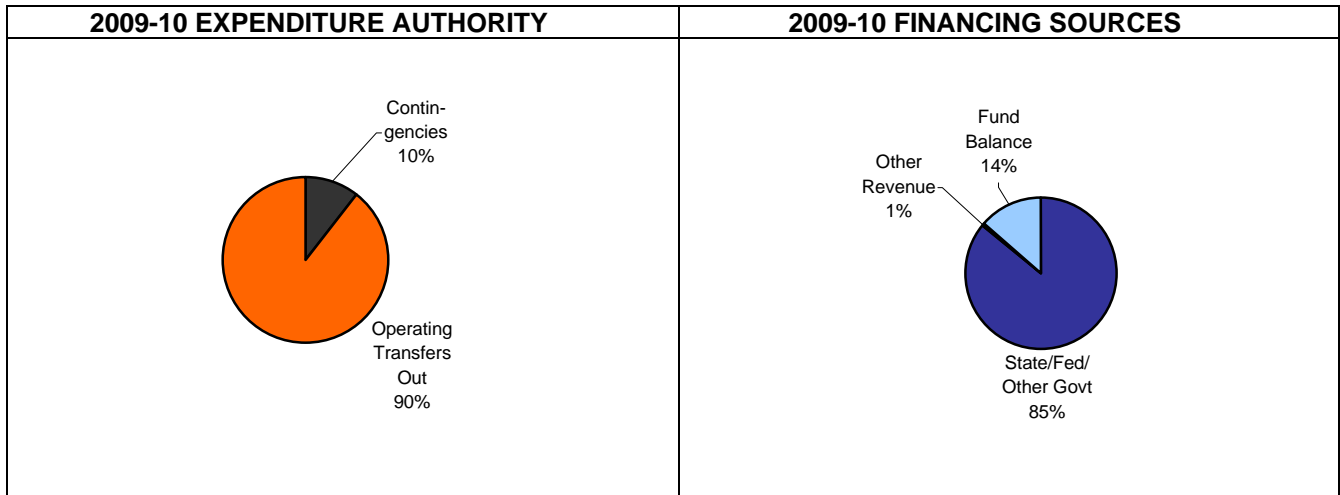 2009-10 EXPENDITURE AUTHORITY
Contin-
gencies
10%
Operating
Transfers
Out
90%
2009-10 FINANCING SOURCES
Fund
Balance
14%
Other
Revenue
1%
State/Fed/
Other Govt
85%